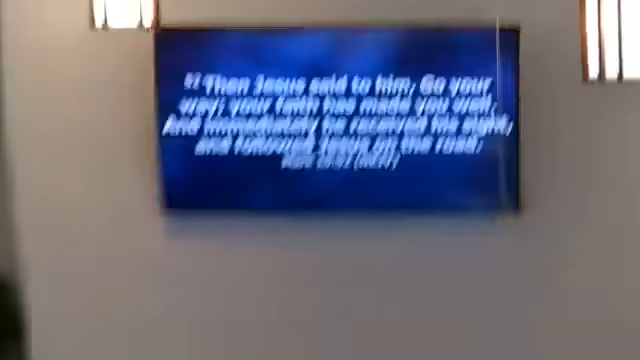 52 Then Jesus said to him, Go your
way; your faith has made you well.
And immediately he received his sight,
and followed Jesus on the road.